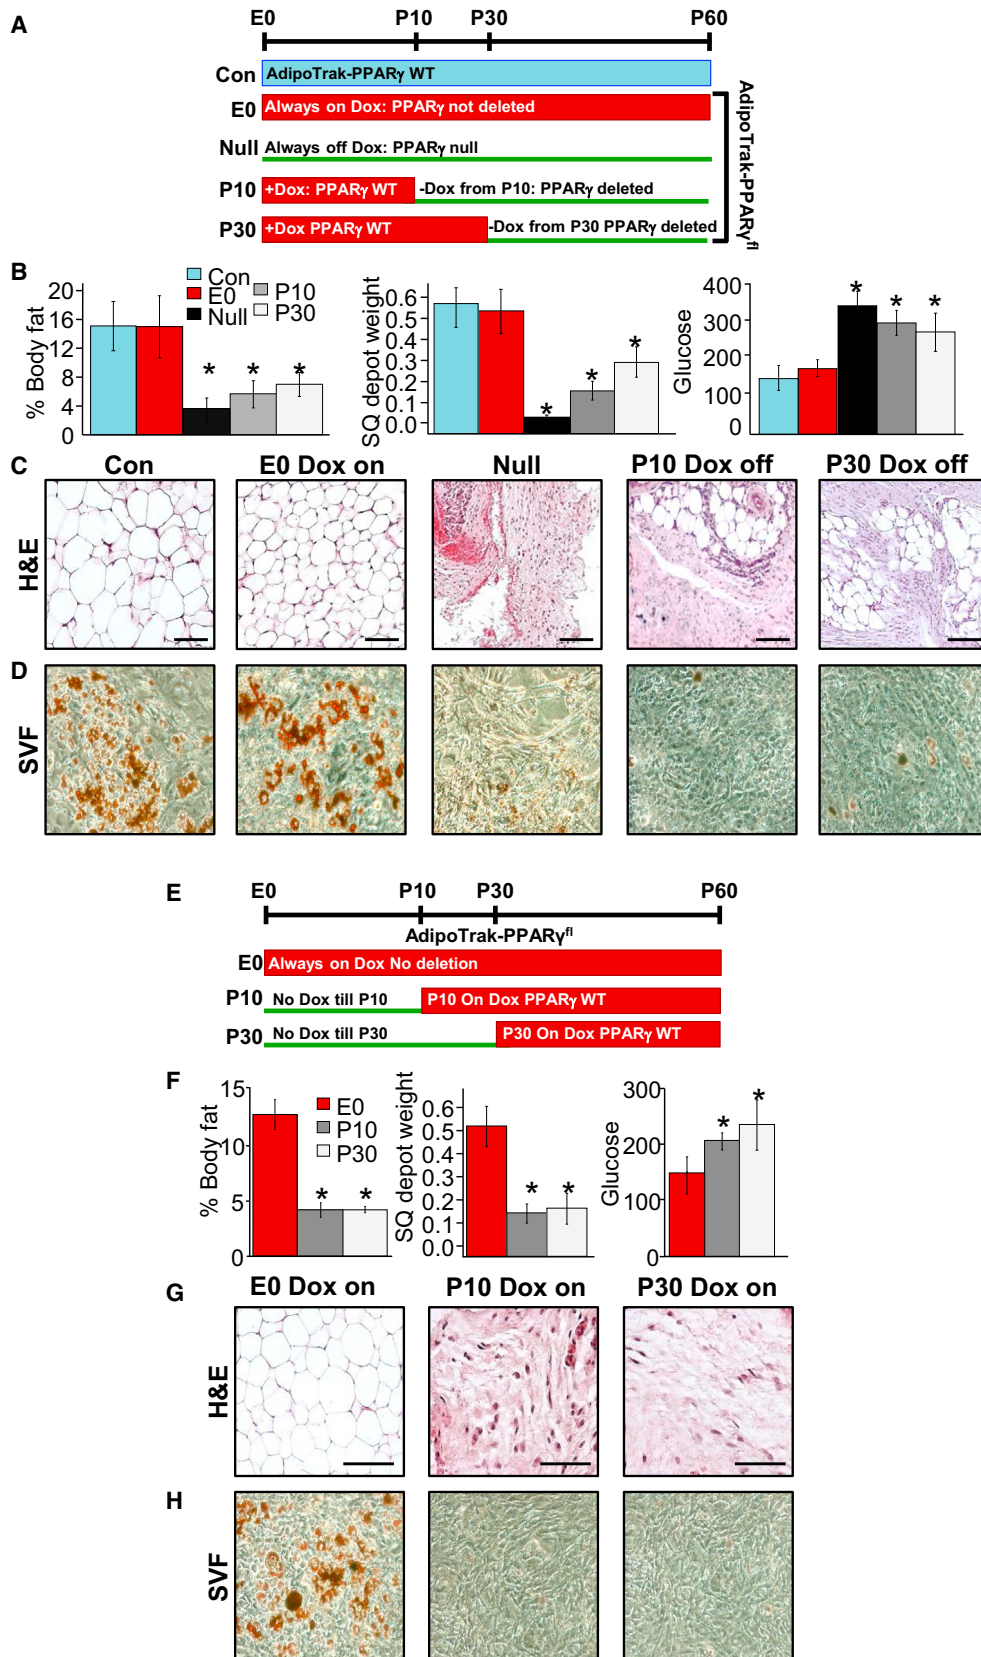 A
E0 P10 P30 P60
Con AdipoTrak-PPARγ WT
E0 Always on Dox: PPARγ not deleted
Null Always off Dox: PPARγ null
P10 +Dox: PPARγ WT -Dox from P10: PPARγ deleted
P30 +Dox PPARγ WT -Dox from P30 PPARγ deleted
AdipoTrak-PPARγfl
B
% Body fat
20
16
12
8
4
0
Con
E0
Null
P10
P30
* * *
SQ depot weight
0.6
0.5
0.4
0.3
0.2
0.1
0.0
* * *
Glucose
400
300
200
100
0
* * *
C
Con E0 Dox on Null P10 Dox off P30 Dox off
H&E
D
SVF
E
E0 P10 P30 P60
AdipoTrak-PPARγfl
E0 Always on Dox No deletion
P10 No Dox till P10 P10 On Dox PPARγ WT
P30 No Dox till P30 P30 On Dox PPARγ WT
F
% Body fat
15
10
5
0
E0
P10
P30
* *
SQ depot weight
0.6
0.5
0.4
0.3
0.2
0.1
0.0
* *
Glucose
300
200
100
0
* *
G
E0 Dox on P10 Dox on P30 Dox on
H&E
H
SVF